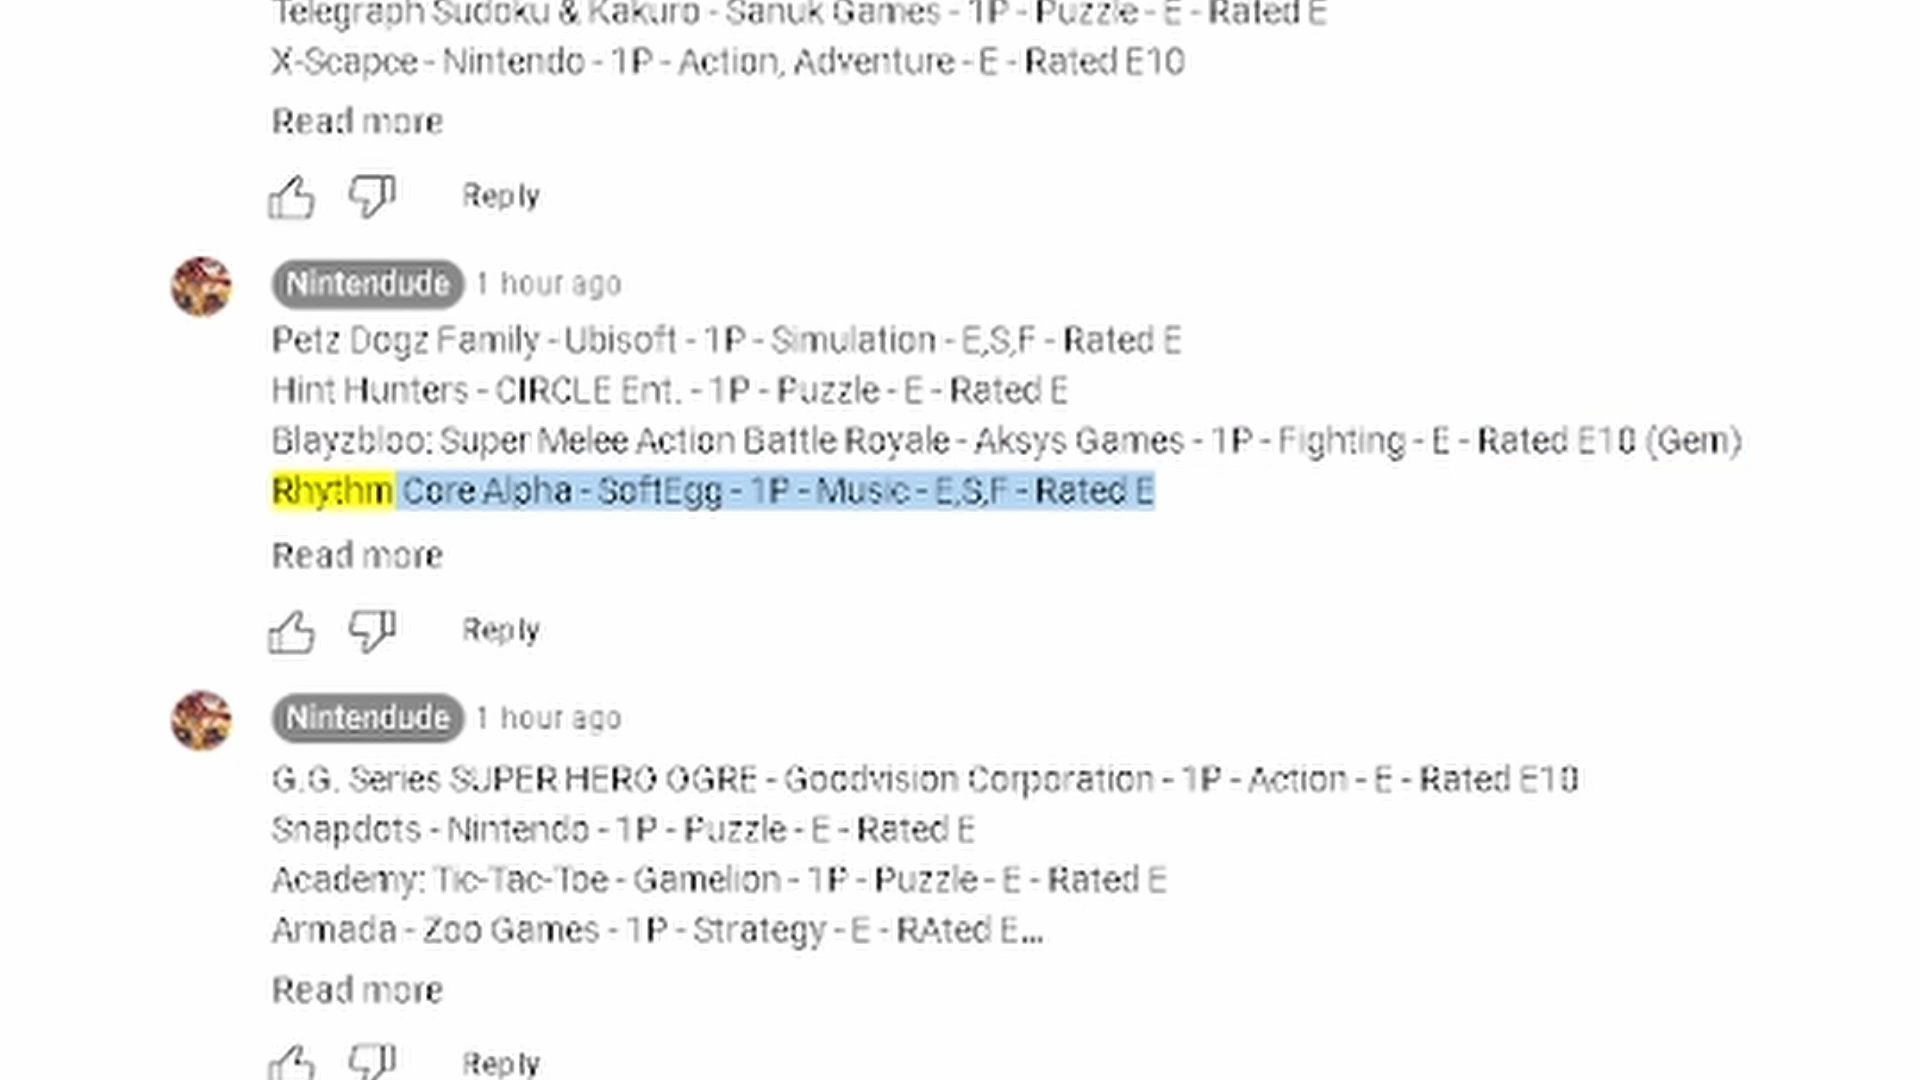 Telegraph Sudoku & Kakuro - Sanuk Games - 1P - Puzzle - E - Rated E
X-Scapce - Nintendo - 1P - Action, Adventure - E - Rated E10
Read more
Reply
Nintendude 1 hour ago
Petz Dogz Family - Ubisoft - 1P - Simulation - E,S,F - Rated E
Hint Hunters - CIRCLE Ent. - 1P - Puzzle - E - Rated E
Blayzbloo: Super Melee Action Battle Royale - Aksys Games - 1P - Fighting - E - Rated E10 (Gem)
Rhythm Core Alpha - SoftEgg - 1P - Music - E,S,F - Rated E
Read more
Reply
Nintendude 1 hour ago
G.G. Series SUPER HERO OGRE - Goodvision Corporation - 1P - Action - E - Rated E10
Snapdots - Nintendo - 1P - Puzzle - E - Rated E
Academy: Tic-Tac-Toe - Gamelion - 1P - Puzzle - E - Rated E
Armada - Zoo Games - 1P - Strategy - E - RAted E...
Read more
Reply